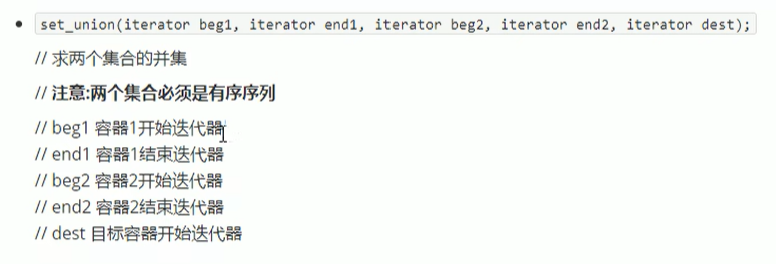 set_union(iterator beg1, iterator end1, iterator beg2, iterator end2, iterator dest);
// 求两个集合的并集
// 注意:两个集合必须是有序序列
// beg1 容器1开始迭代器
// end1 容器1结束迭代器
// beg2 容器2开始迭代器
// end2 容器2结束迭代器
// dest 目标容器开始迭代器